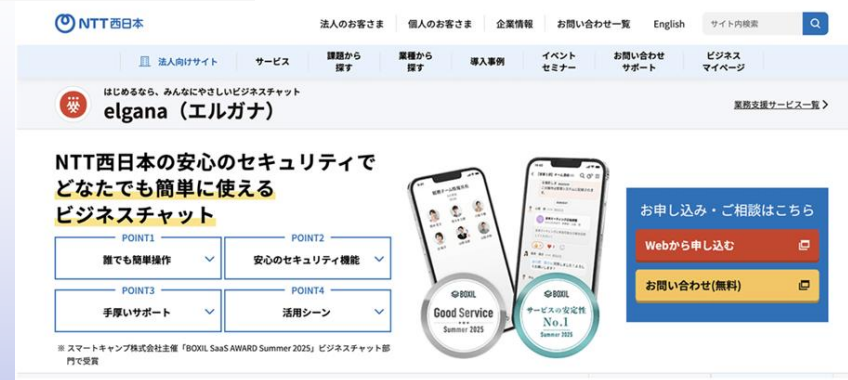 NTT西日本
法人のお客さま 個人のお客さま 企業情報 お問い合わせ一覧 English サイト内検索
法人向けサイト サービス 課題から探す 業種から探す 導入事例 イベントセミナー お問い合わせサポート ビジネスマイページ
はじめるなら、みんなにやさしいビジネスチャット
elgana（エルガナ）
業務支援サービス一覧
NTT西日本の安心のセキュリティで
どなたでも簡単に使える
ビジネスチャット
POINT1
誰でも簡単操作
POINT2
安心のセキュリティ機能
POINT3
手厚いサポート
POINT4
活用シーン
※ スマートキャンプ株式会社主催「BOXIL SaaS AWARD Summer 2025」ビジネスチャット部
門で受賞
BOXIL
Good Service
Summer 2025
BOXIL
サービスの安定性
No.1
Summer 2025
お申し込み・ご相談はこちら
Webから申し込む
お問い合わせ(無料)